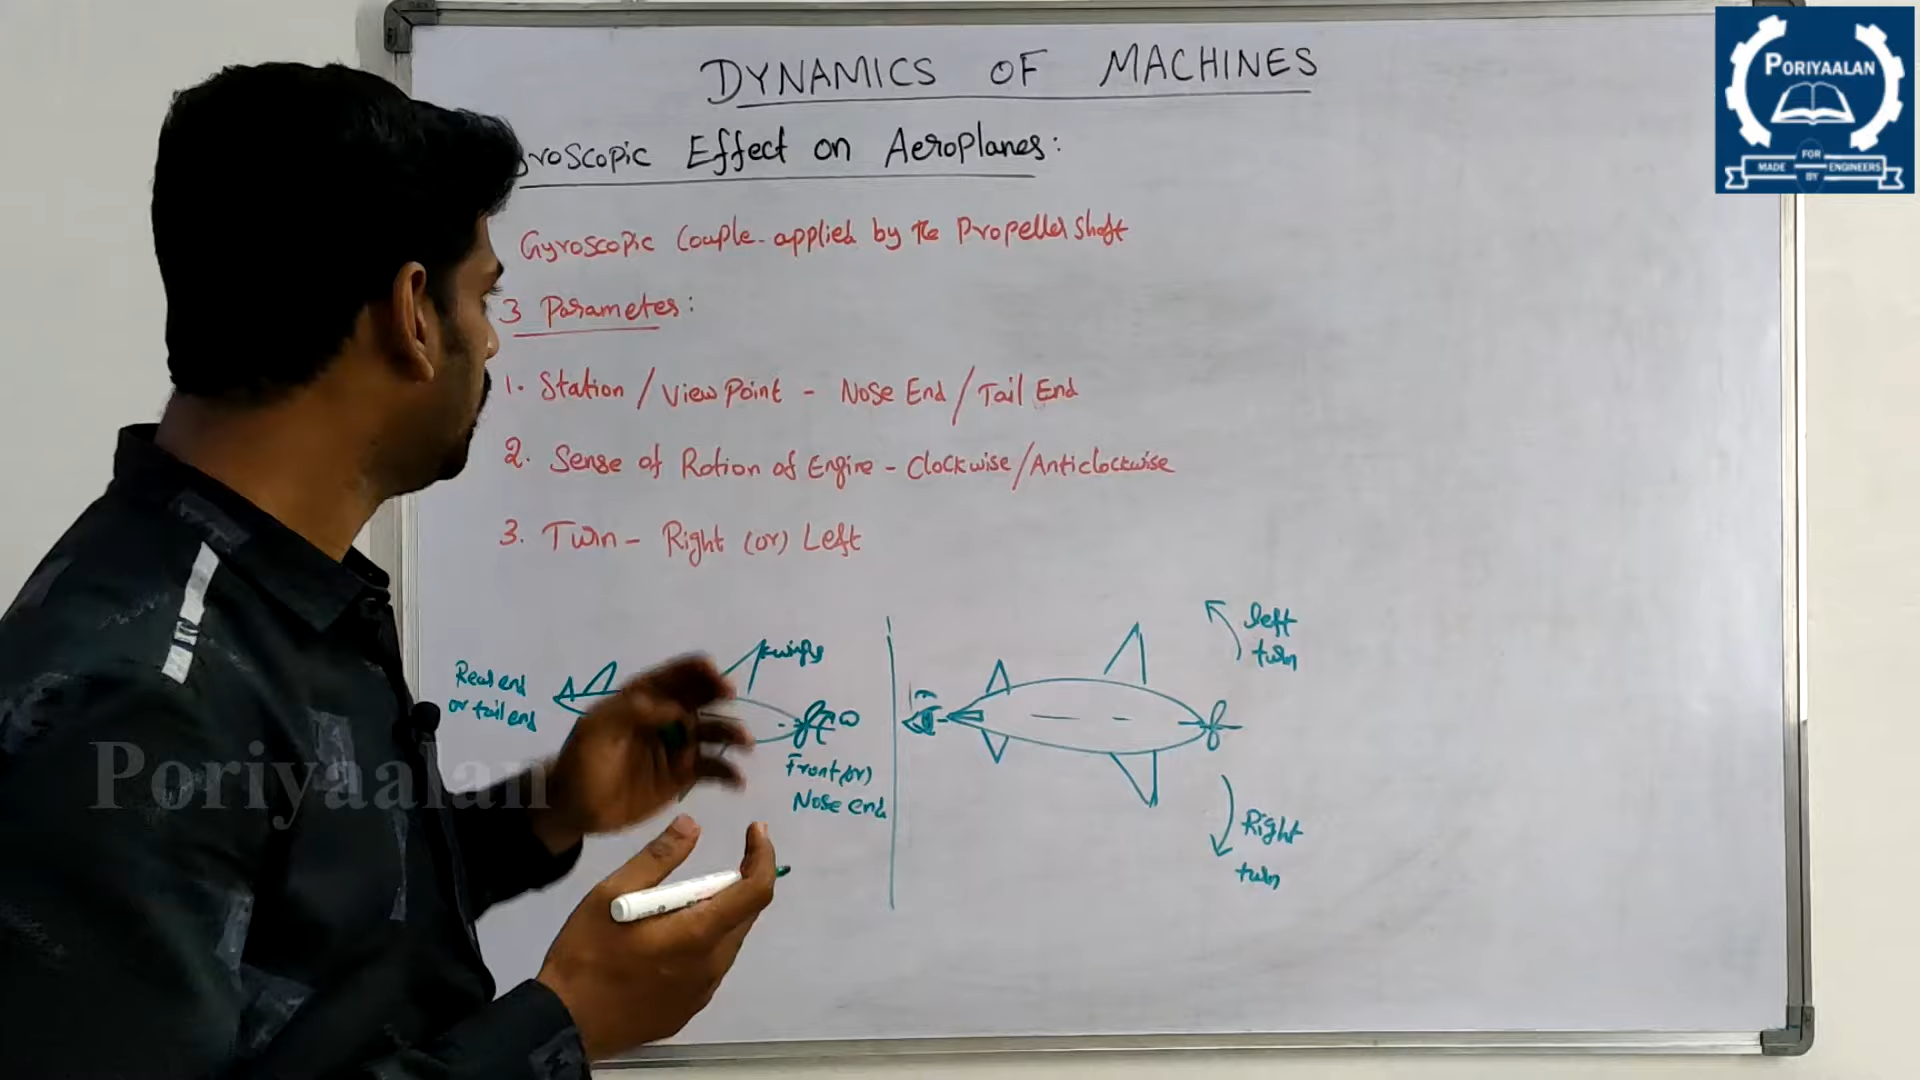 DYNAMICS OF MACHINES
yroscopic Effect on Aeroplanes:
Gyroscopic Couple - applied by the Propeller Shaft
3 Parametes:
1. Station / View Point - Nose End / Tail End
2. Sense of Rotion of Engine - Clockwise / Anticlockwise
3. Turn - Right (or) Left
Rear end
or tail end
wings
ω
Front (or)
Nose end
left
turn
Right
turn
PORIYAALAN
MADE FOR BY ENGINEERS
Poriyaalan